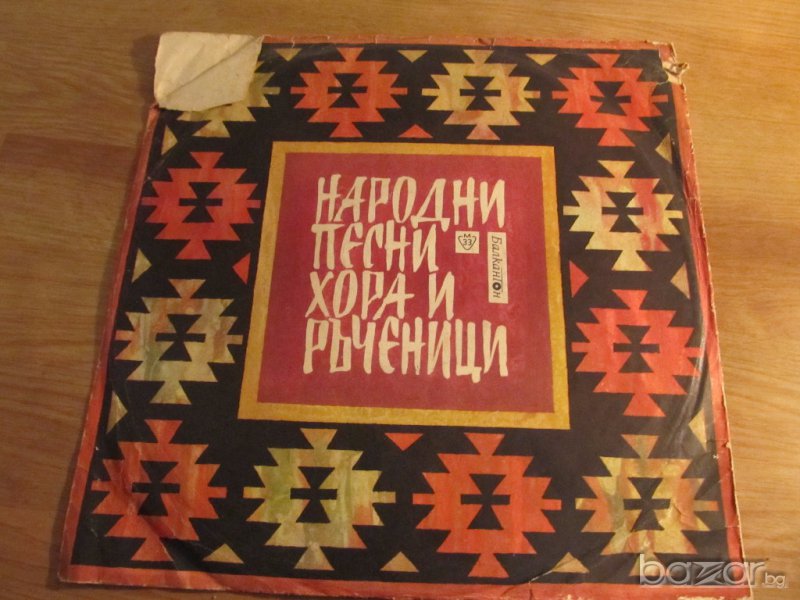 НАРОДНИ
ПЕСНИ
ХОРА И
РЪЧЕНИЦИ
М
33
Балкантон
bazar.bg